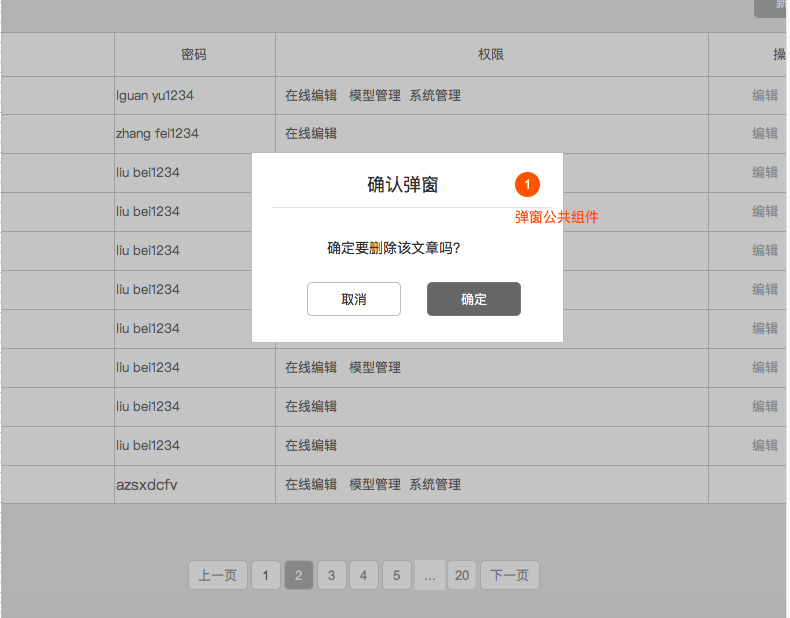 新
密码 权限 操
lguan yu1234 在线编辑 模型管理 系统管理 编辑
zhang fei1234 在线编辑 编辑
liu bei1234 编辑
确认弹窗 1
liu bei1234 编辑
弹窗公共组件
liu bei1234 编辑
确定要删除该文章吗?
liu bei1234 编辑
取消 确定
liu bei1234 编辑
liu bei1234 在线编辑 模型管理 编辑
liu bei1234 在线编辑 编辑
liu bei1234 在线编辑 编辑
azsxdcfv 在线编辑 模型管理 系统管理
上一页 1 2 3 4 5 ... 20 下一页